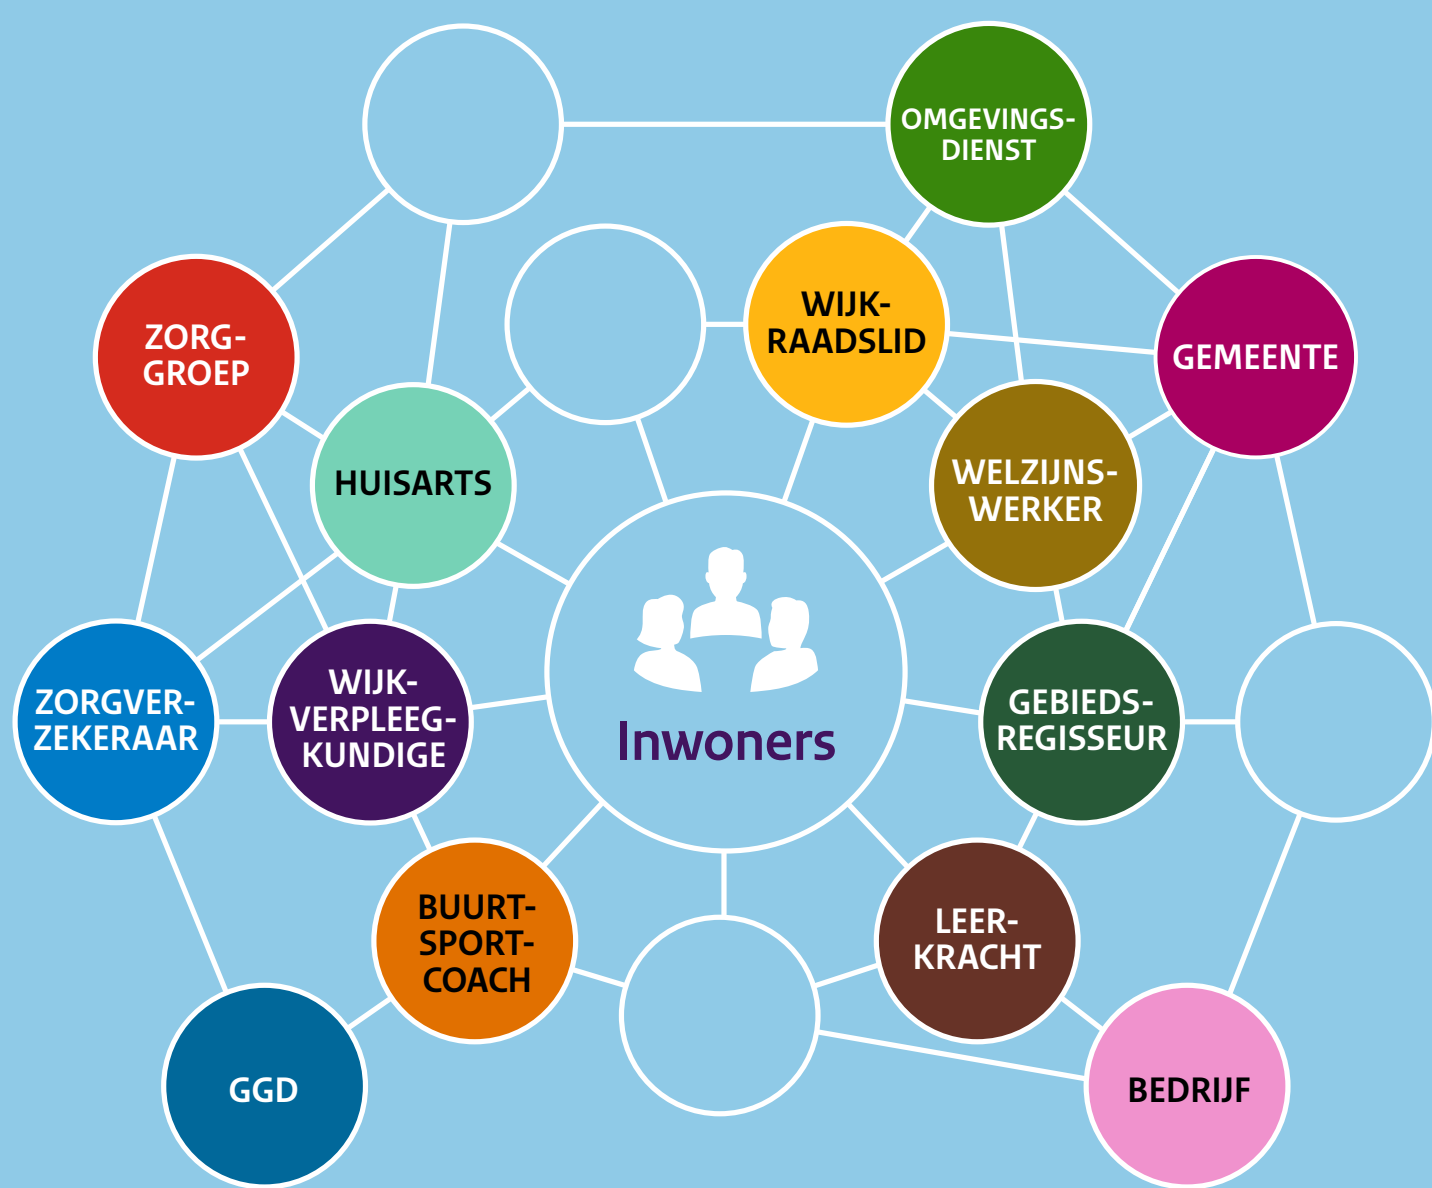 OMGEVINGS-
DIENST
WIJK-
RAADSLID
ZORG-
GROEP
GEMEENTE
HUISARTS
WELZIJNS-
WERKER
ZORGVER-
ZEKERAAR
WIJK-
VERPLEEG-
KUNDIGE
Inwoners
GEBIEDS-
REGISSEUR
BUURT-
SPORT-
COACH
LEER-
KRACHT
GGD
BEDRIJF